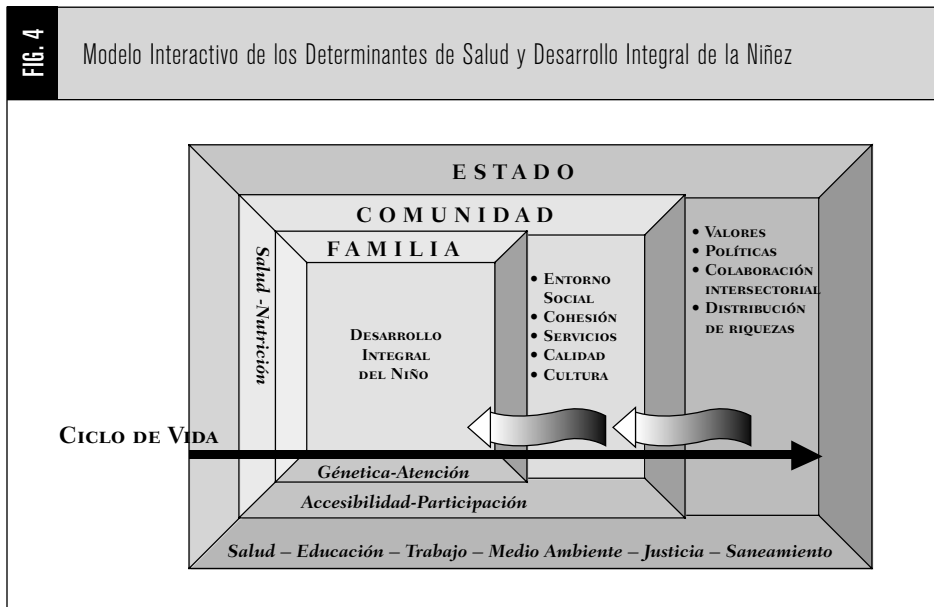 FIG. 4
Modelo Interactivo de los Determinantes de Salud y Desarrollo Integral de la Niñez
ESTADO
COMUNIDAD
FAMILIA
Salud -Nutrición
DESARROLLO
INTEGRAL
DEL NIÑO
• ENTORNO
SOCIAL
• COHESIÓN
• SERVICIOS
• CALIDAD
• CULTURA
• VALORES
• POLÍTICAS
• COLABORACIÓN
INTERSECTORIAL
• DISTRIBUCIÓN
DE RIQUEZAS
CICLO DE VIDA
Génetica-Atención
Accesibilidad-Participación
Salud – Educación – Trabajo – Medio Ambiente – Justicia – Saneamiento